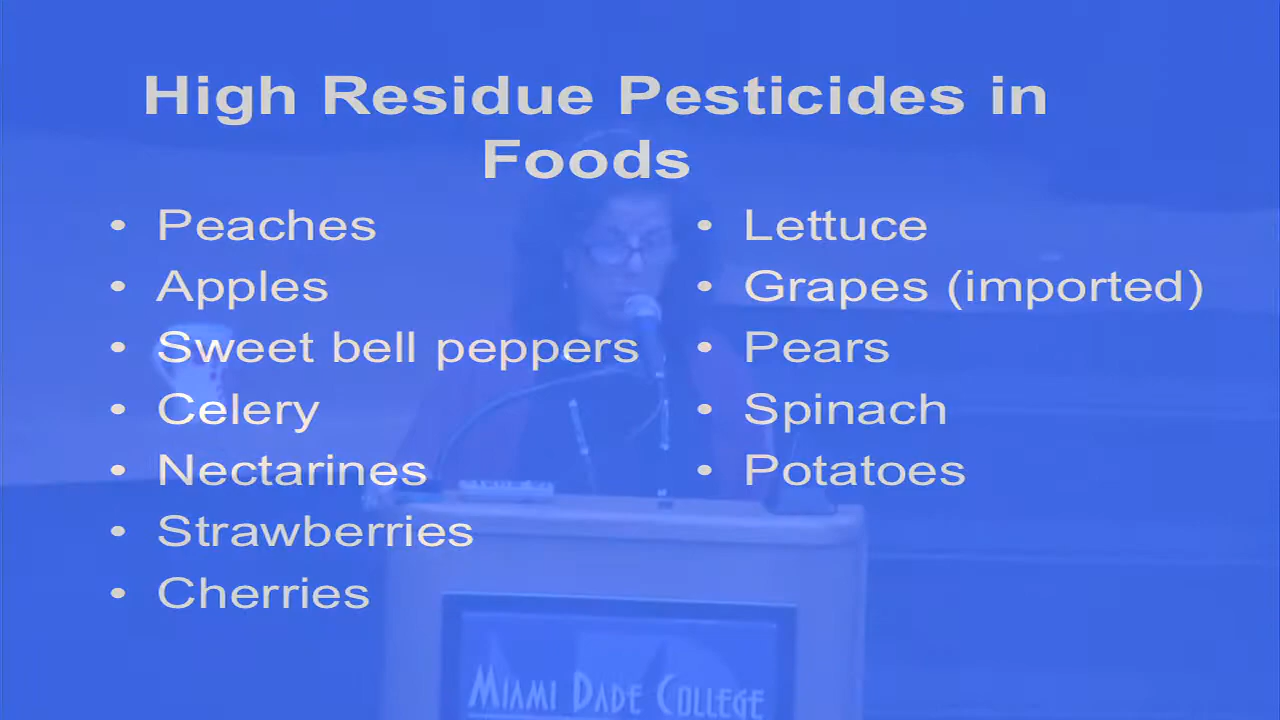 High Residue Pesticides in
Foods
• Peaches
• Apples
• Sweet bell peppers
• Celery
• Nectarines
• Strawberries
• Cherries
• Lettuce
• Grapes (imported)
• Pears
• Spinach
• Potatoes
MIAMI DADE COLLEGE